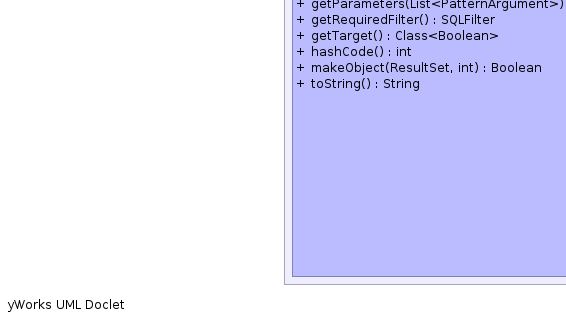 + getParameters(List<PatternArgument>)
+ getRequiredFilter() : SQLFilter
+ getTarget() : Class<Boolean>
+ hashCode() : int
+ makeObject(ResultSet, int) : Boolean
+ toString() : String
yWorks UML Doclet